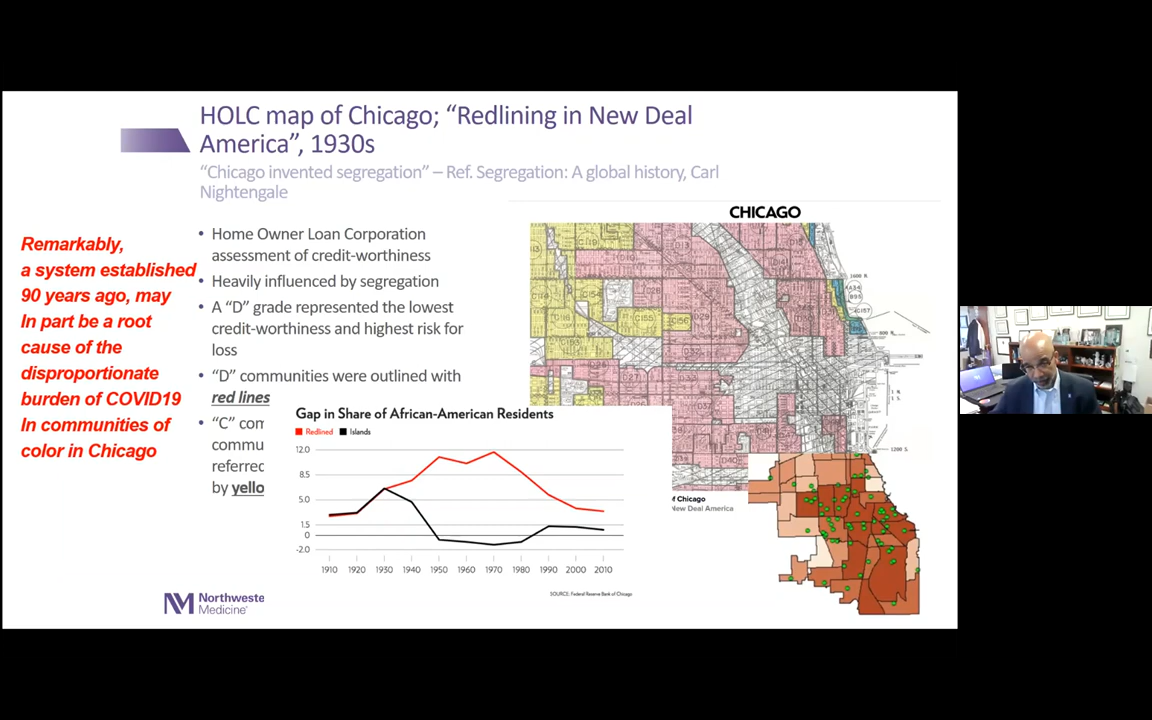 HOLC map of Chicago; “Redlining in New Deal
America”, 1930s
“Chicago invented segregation” – Ref. Segregation: A global history, Carl
Nightengale
Remarkably,
a system established
90 years ago, may
In part be a root
cause of the
disproportionate
burden of COVID19
In communities of
color in Chicago
• Home Owner Loan Corporation
assessment of credit-worthiness
• Heavily influenced by segregation
• A “D” grade represented the lowest
credit-worthiness and highest risk for
loss
• “D” communities were outlined with
red lines
• “C” com
commu
referred
by yello
CHICAGO
Gap in Share of African-American Residents
Redlined Islands
12.0
8.5
5.0
1.5
0
-2.0
1910 1920 1930 1940 1950 1960 1970 1980 1990 2000 2010
SOURCE: Federal Reserve Bank of Chicago
f Chicago
New Deal America
Northweste
Medicine